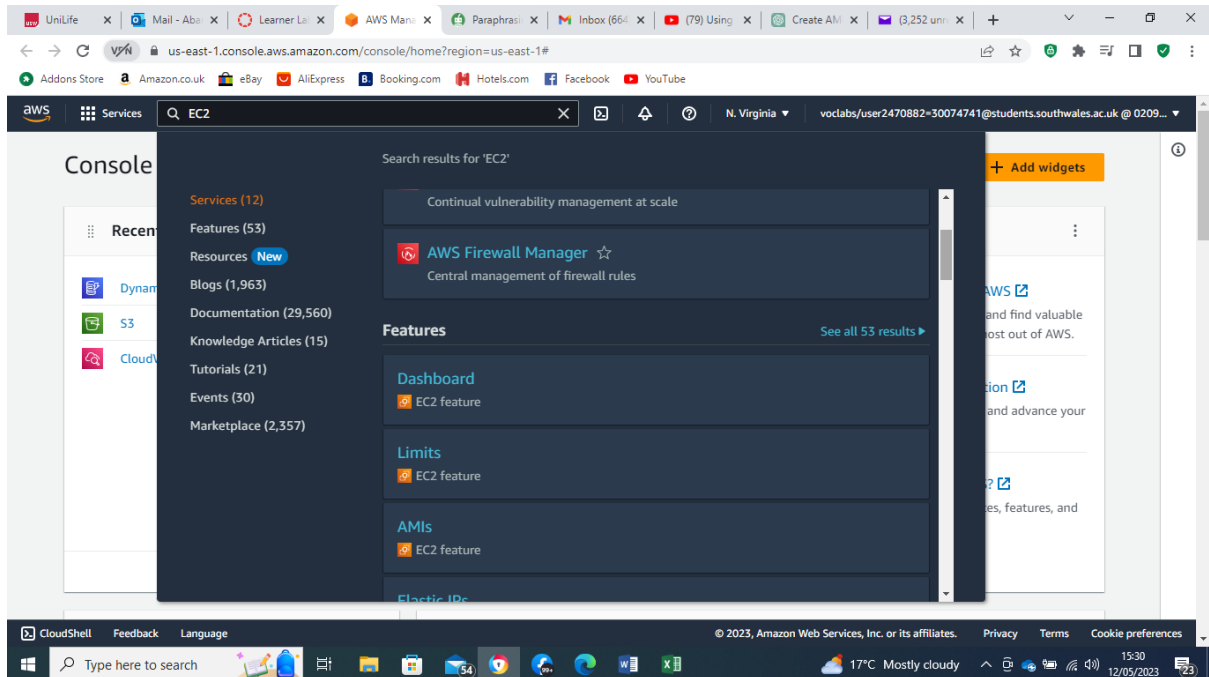 UniLife
Mail - Aba
Learner La
AWS Mana
Paraphrasi
Inbox (664
(79) Using
Create AM
(3,252 unre
VPN
us-east-1.console.aws.amazon.com/console/home?region=us-east-1#
Addons Store
Amazon.co.uk
eBay
AliExpress
Booking.com
Hotels.com
Facebook
YouTube
aws
Services
EC2
N. Virginia
voclabs/user2470882=30074741@students.southwales.ac.uk @ 0209...
Console
Search results for 'EC2'
+ Add widgets
Services (12)
Features (53)
Resources New
Blogs (1,963)
Documentation (29,560)
Knowledge Articles (15)
Tutorials (21)
Events (30)
Marketplace (2,357)
Continual vulnerability management at scale
AWS Firewall Manager
Central management of firewall rules
Features
See all 53 results
Dashboard
EC2 feature
Limits
EC2 feature
AMIs
EC2 feature
Elastic IPs
Recen
Dynam
S3
CloudW
AWS
and find valuable
ost out of AWS.
tion
and advance your
s?
es, features, and
CloudShell
Feedback
Language
© 2023, Amazon Web Services, Inc. or its affiliates.
Privacy
Terms
Cookie preferences
Type here to search
54
99+
17°C Mostly cloudy
15:30
12/05/2023
23